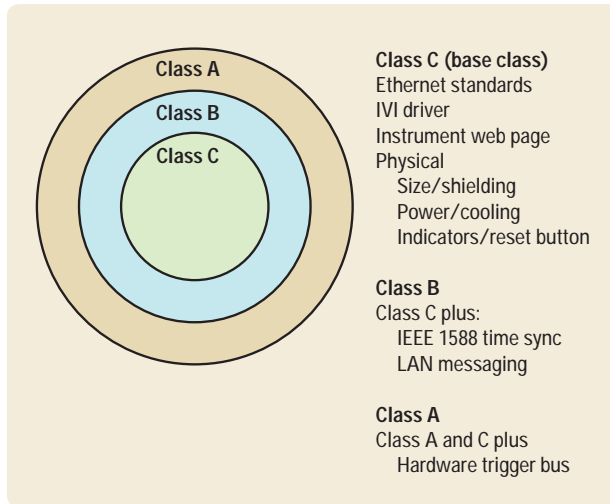 Class A
Class B
Class C
Class C (base class)
Ethernet standards
IVI driver
Instrument web page
Physical
Size/shielding
Power/cooling
Indicators/reset button
Class B
Class C plus:
IEEE 1588 time sync
LAN messaging
Class A
Class A and C plus
Hardware trigger bus